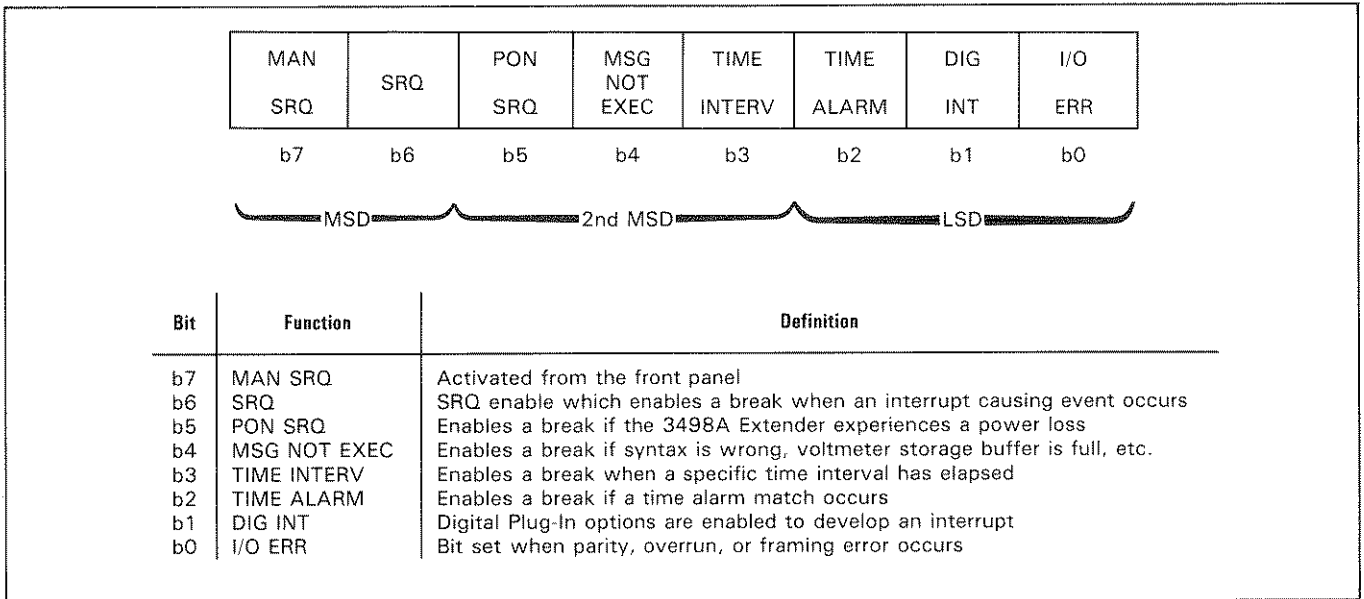 MAN SRQ PON MSG TIME TIME DIG I/O
NOT
SRQ SRQ EXEC INTERV ALARM INT ERR
b7 b6 b5 b4 b3 b2 b1 b0
MSD 2nd MSD LSD
Bit Function Definition
b7 MAN SRQ Activated from the front panel
b6 SRQ SRQ enable which enables a break when an interrupt causing event occurs
b5 PON SRQ Enables a break if the 3498A Extender experiences a power loss
b4 MSG NOT EXEC Enables a break if syntax is wrong, voltmeter storage buffer is full, etc.
b3 TIME INTERV Enables a break when a specific time interval has elapsed
b2 TIME ALARM Enables a break if a time alarm match occurs
b1 DIG INT Digital Plug-In options are enabled to develop an interrupt
b0 I/O ERR Bit set when parity, overrun, or framing error occurs